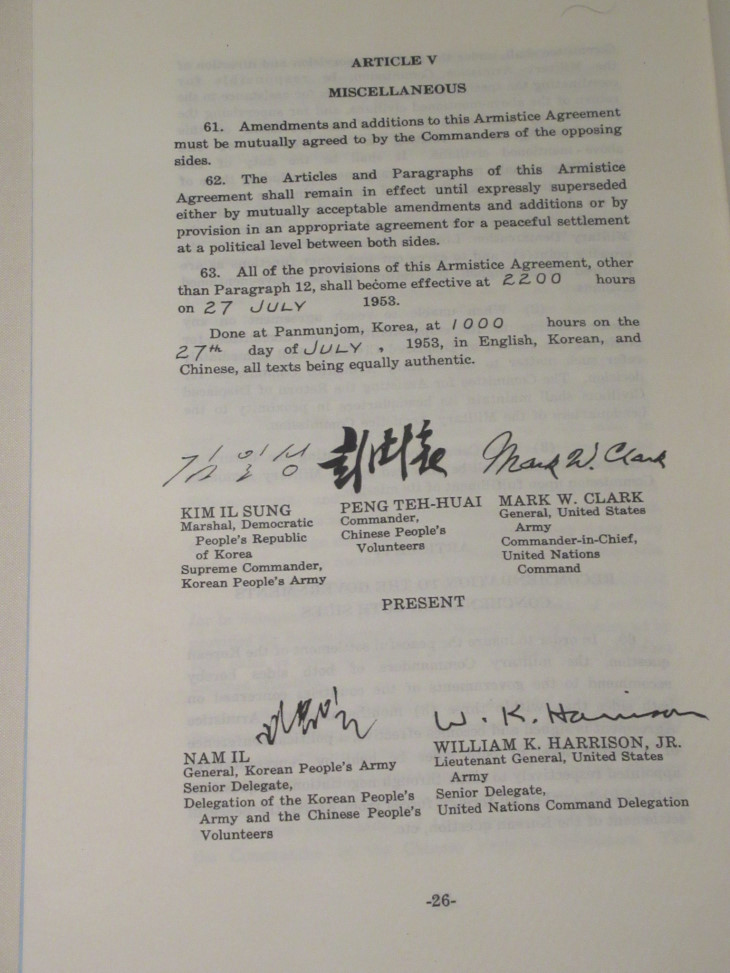 ARTICLE V
MISCELLANEOUS
61. Amendments and additions to this Armistice Agreement
must be mutually agreed to by the Commanders of the opposing
sides.
62. The Articles and Paragraphs of this Armistice
Agreement shall remain in effect until expressly superseded
either by mutually acceptable amendments and additions or by
provision in an appropriate agreement for a peaceful settlement
at a political level between both sides.
63. All of the provisions of this Armistice Agreement, other
than Paragraph 12, shall become effective at 2200 hours
on 27 JULY 1953.
Done at Panmunjom, Korea, at 1000 hours on the
27th day of JULY, 1953, in English, Korean, and
Chinese, all texts being equally authentic.
김일성 彭德懷 Mark W. Clark
KIM IL SUNG PENG TEH-HUAI MARK W. CLARK
Marshal, Democratic Commander, General, United States
People's Republic Chinese People's Army
of Korea Volunteers Commander-in-Chief,
Supreme Commander, United Nations
Korean People's Army Command
PRESENT
W. K. Harrison
NAM IL WILLIAM K. HARRISON, JR.
General, Korean People's Army Lieutenant General, United States
Senior Delegate, Army
Delegation of the Korean People's Senior Delegate,
Army and the Chinese People's United Nations Command Delegation
Volunteers
-26-